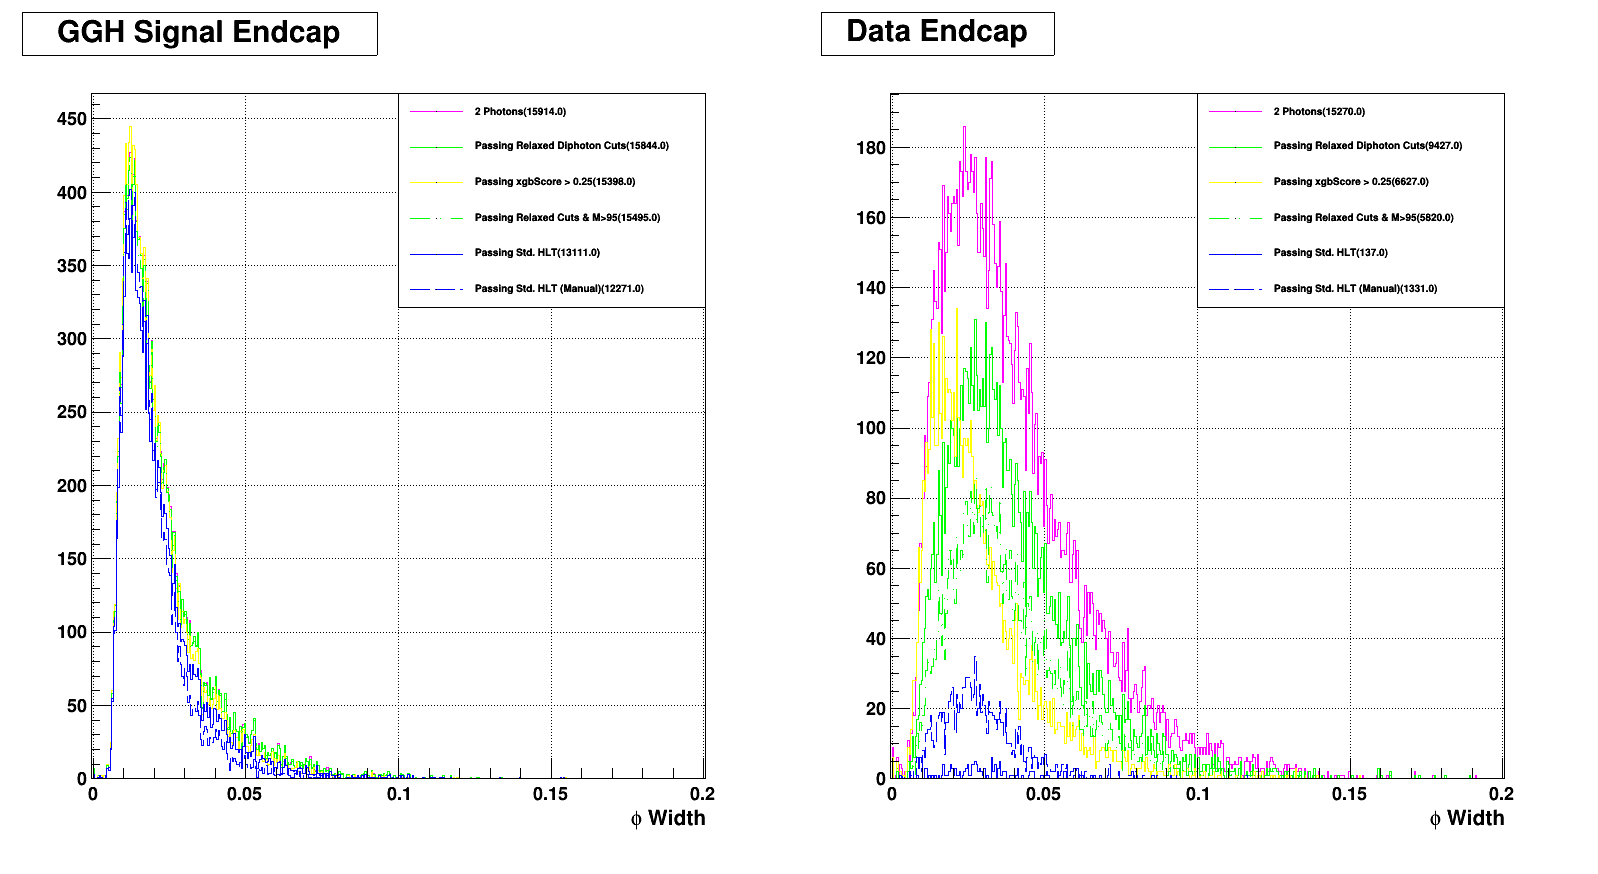 GGH Signal Endcap
2 Photons(15914.0)
Passing Relaxed Diphoton Cuts(15844.0)
Passing xgbScore > 0.25(15398.0)
Passing Relaxed Cuts & M>95(15495.0)
Passing Std. HLT(13111.0)
Passing Std. HLT (Manual)(12271.0)
450
400
350
300
250
200
150
100
50
0
0 0.05 0.1 0.15 0.2
ϕ Width
Data Endcap
2 Photons(15270.0)
Passing Relaxed Diphoton Cuts(9427.0)
Passing xgbScore > 0.25(6627.0)
Passing Relaxed Cuts & M>95(5820.0)
Passing Std. HLT(137.0)
Passing Std. HLT (Manual)(1331.0)
180
160
140
120
100
80
60
40
20
0
0 0.05 0.1 0.15 0.2
ϕ Width